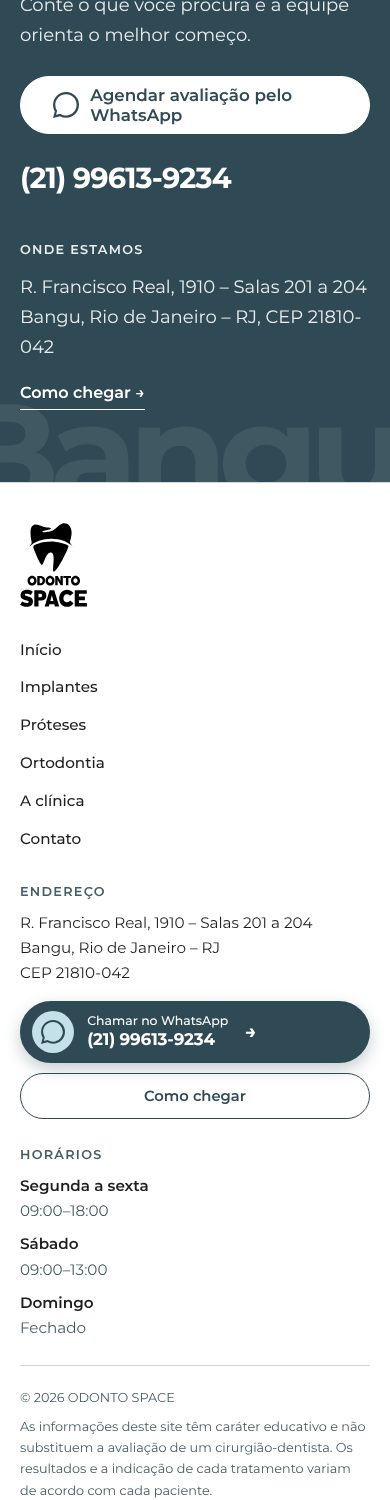 Conte o que você procura e a equipe
orienta o melhor começo.
Agendar avaliação pelo
WhatsApp
(21) 99613-9234
ONDE ESTAMOS
R. Francisco Real, 1910 – Salas 201 a 204
Bangu, Rio de Janeiro – RJ, CEP 21810-
042
Como chegar →
Bangu
ODONTO
SPACE
Início
Implantes
Próteses
Ortodontia
A clínica
Contato
ENDEREÇO
R. Francisco Real, 1910 – Salas 201 a 204
Bangu, Rio de Janeiro – RJ
CEP 21810-042
Chamar no WhatsApp
(21) 99613-9234 →
Como chegar
HORÁRIOS
Segunda a sexta
09:00–18:00
Sábado
09:00–13:00
Domingo
Fechado
© 2026 ODONTO SPACE
As informações deste site têm caráter educativo e não
substituem a avaliação de um cirurgião-dentista. Os
resultados e a indicação de cada tratamento variam
de acordo com cada paciente.